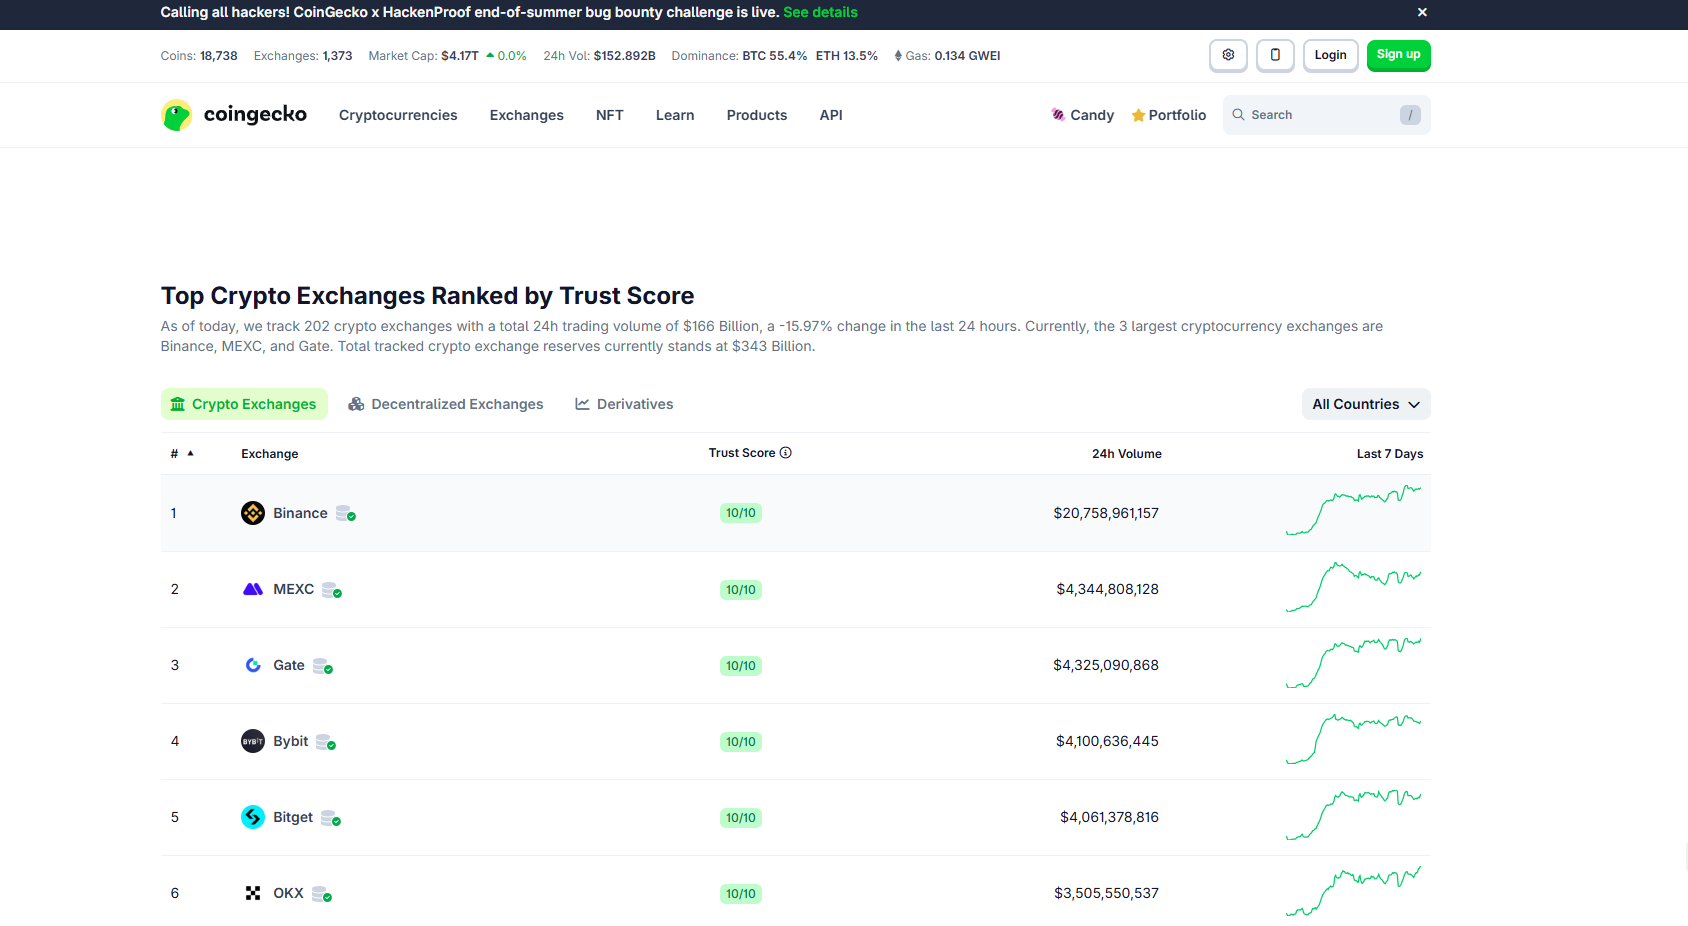 Calling all hackers! CoinGecko x HackenProof end-of-summer bug bounty challenge is live. See details
Coins: 18,738 Exchanges: 1,373 Market Cap: $4.17T 0.0% 24h Vol: $152.892B Dominance: BTC 55.4% ETH 13.5% Gas: 0.134 GWEI
Login
Sign up
coingecko Cryptocurrencies Exchanges NFT Learn Products API Candy Portfolio Search /
Top Crypto Exchanges Ranked by Trust Score
As of today, we track 202 crypto exchanges with a total 24h trading volume of $166 Billion, a -15.97% change in the last 24 hours. Currently, the 3 largest cryptocurrency exchanges are
Binance, MEXC, and Gate. Total tracked crypto exchange reserves currently stands at $343 Billion.
Crypto Exchanges Decentralized Exchanges Derivatives All Countries
# Exchange Trust Score 24h Volume Last 7 Days
1 Binance 10/10 $20,758,961,157
2 MEXC 10/10 $4,344,808,128
3 Gate 10/10 $4,325,090,868
4 BYBIT Bybit 10/10 $4,100,636,445
5 Bitget 10/10 $4,061,378,816
6 OKX 10/10 $3,505,550,537